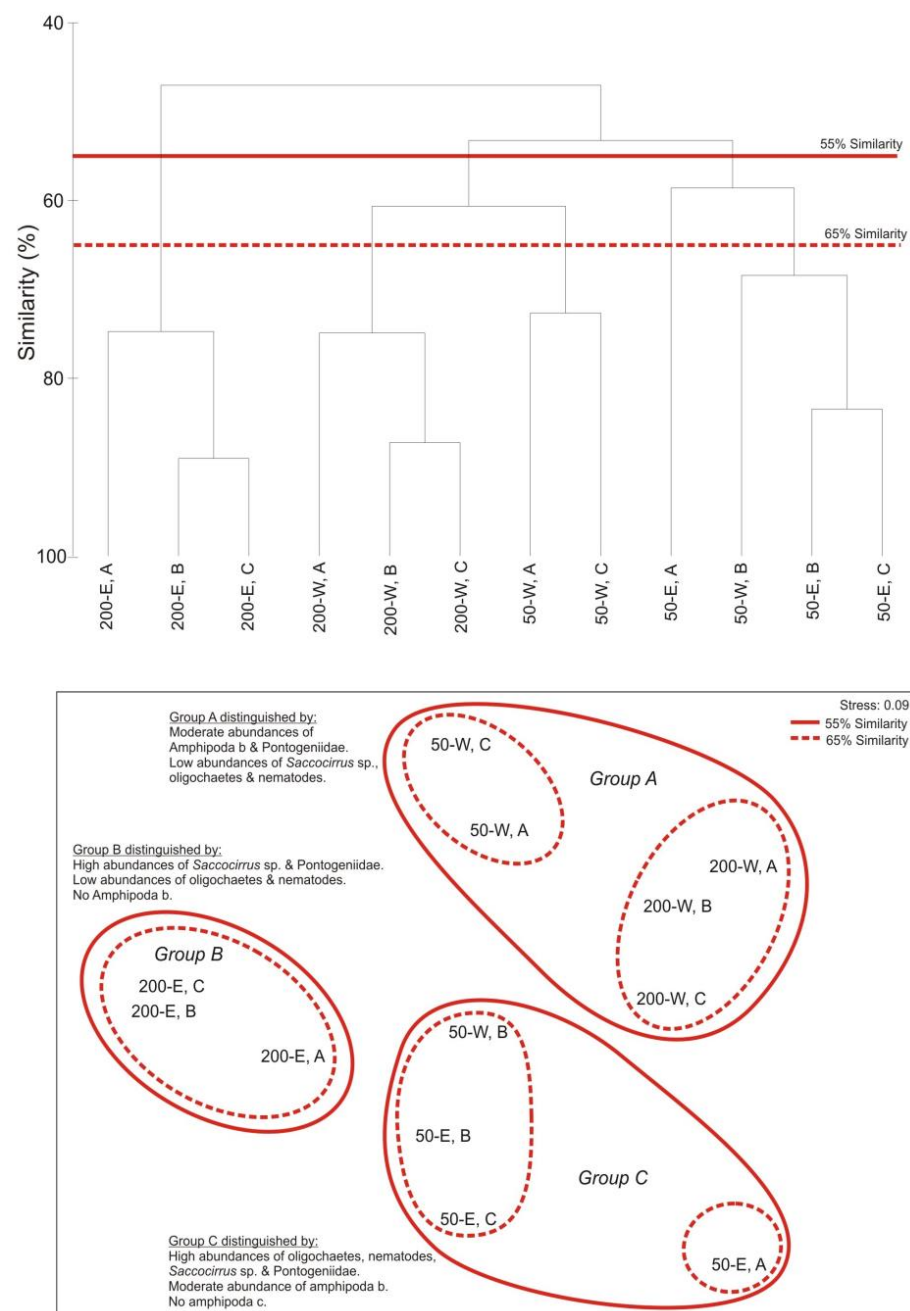 40
55% Similarity
60
65% Similarity
Similarity (%)
80
100
200-E, A
200-E, B
200-E, C
200-W, A
200-W, B
200-W, C
50-W, A
50-W, C
50-E, A
50-W, B
50-E, B
50-E, C
Stress: 0.09
55% Similarity
65% Similarity
Group A distinguished by:
Moderate abundances of
Amphipoda b & Pontogeniidae.
Low abundances of Saccocirrus sp.,
oligochaetes & nematodes.
50-W, C
Group A
50-W, A
200-W, A
200-W, B
200-W, C
Group B distinguished by:
High abundances of Saccocirrus sp. & Pontogeniidae.
Low abundances of oligochaetes & nematodes.
No Amphipoda b.
Group B
200-E, C
200-E, B
200-E, A
50-W, B
50-E, B
Group C
50-E, C
50-E, A
Group C distinguished by:
High abundances of oligochaetes, nematodes,
Saccocirrus sp. & Pontogeniidae.
Moderate abundance of amphipoda b.
No amphipoda c.